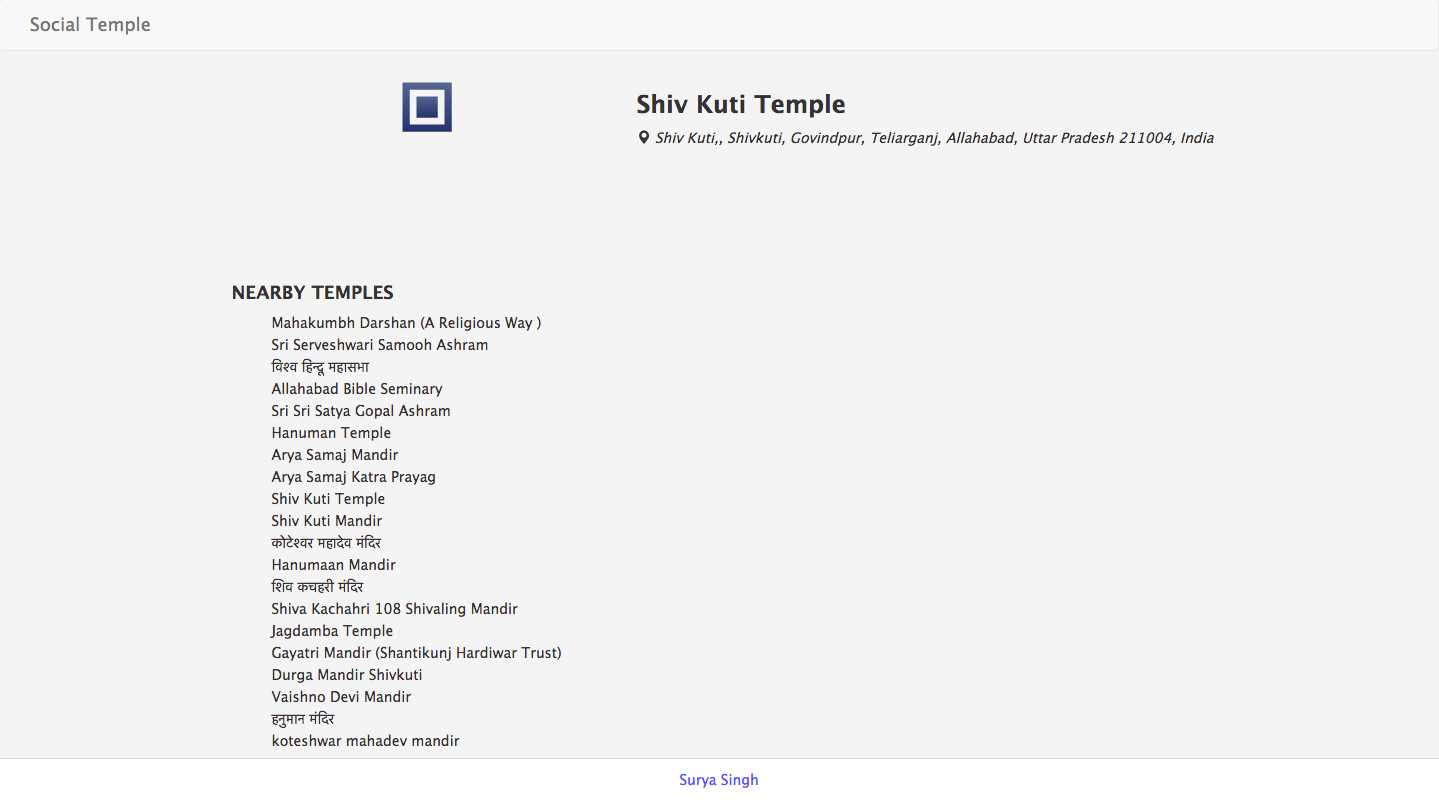 Social Temple
Shiv Kuti Temple
Shiv Kuti,, Shivkuti, Govindpur, Teliarganj, Allahabad, Uttar Pradesh 211004, India
NEARBY TEMPLES
Mahakumbh Darshan (A Religious Way )
Sri Serveshwari Samooh Ashram
विश्व हिन्दू महासभा
Allahabad Bible Seminary
Sri Sri Satya Gopal Ashram
Hanuman Temple
Arya Samaj Mandir
Arya Samaj Katra Prayag
Shiv Kuti Temple
Shiv Kuti Mandir
कोटेश्वर महादेव मंदिर
Hanumaan Mandir
शिव कचहरी मंदिर
Shiva Kachahri 108 Shivaling Mandir
Jagdamba Temple
Gayatri Mandir (Shantikunj Hardiwar Trust)
Durga Mandir Shivkuti
Vaishno Devi Mandir
हनुमान मंदिर
koteshwar mahadev mandir
Surya Singh